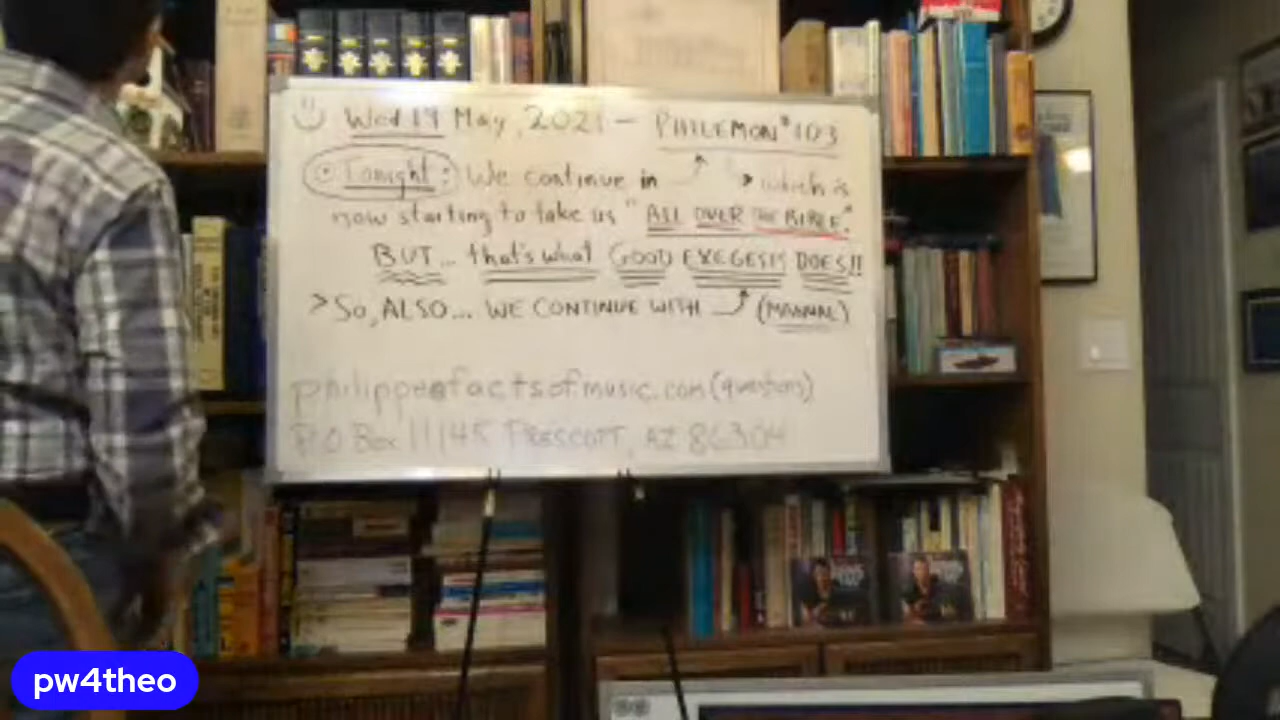 Wed 19 May, 2021 — PHILEMON #103
• Tonight: We continue in > which is
now starting to take us "ALL OVER THE BIBLE".
BUT... that's what GOOD EXEGESIS DOES!!
> So, ALSO... WE CONTINUE WITH (MANUAL)
philippe@factsofmusic.com (questions)
P.O Box 11145 PRESCOTT, AZ 86304
pw4theo